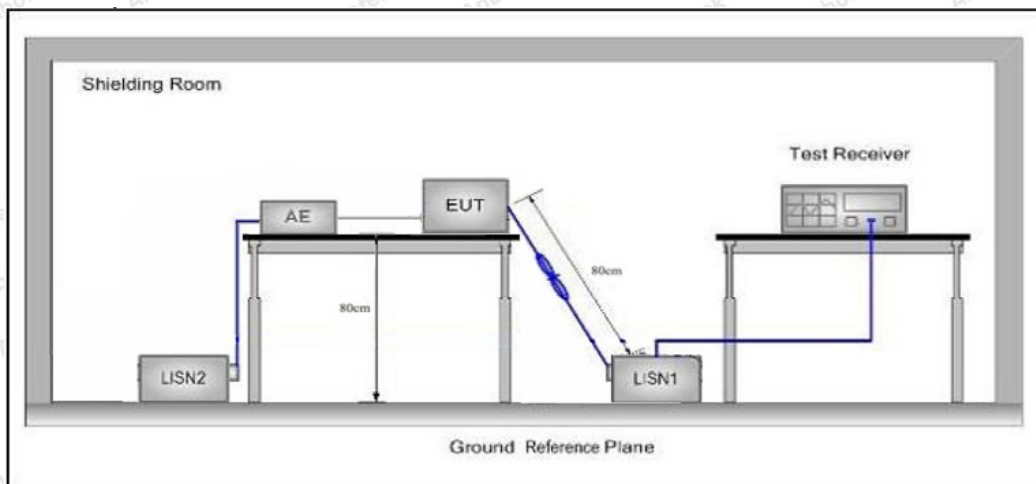 Shielding Room
Test Receiver
AE
EUT
80cm
80cm
LISN2
LISN1
Ground Reference Plane